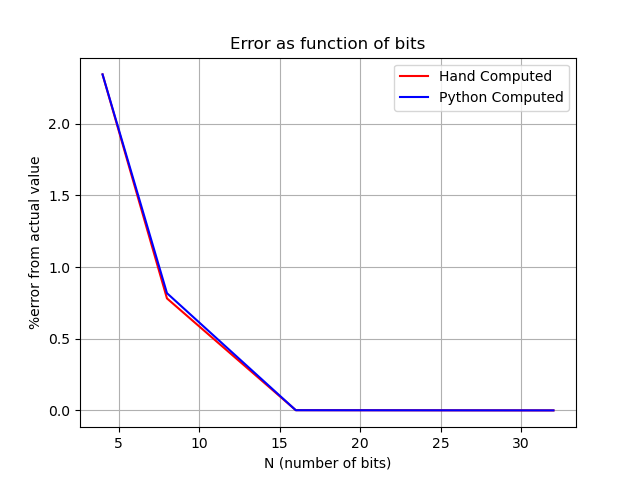 Error as function of bits
Hand Computed
Python Computed
%error from actual value
2.0
1.5
1.0
0.5
0.0
5 10 15 20 25 30
N (number of bits)